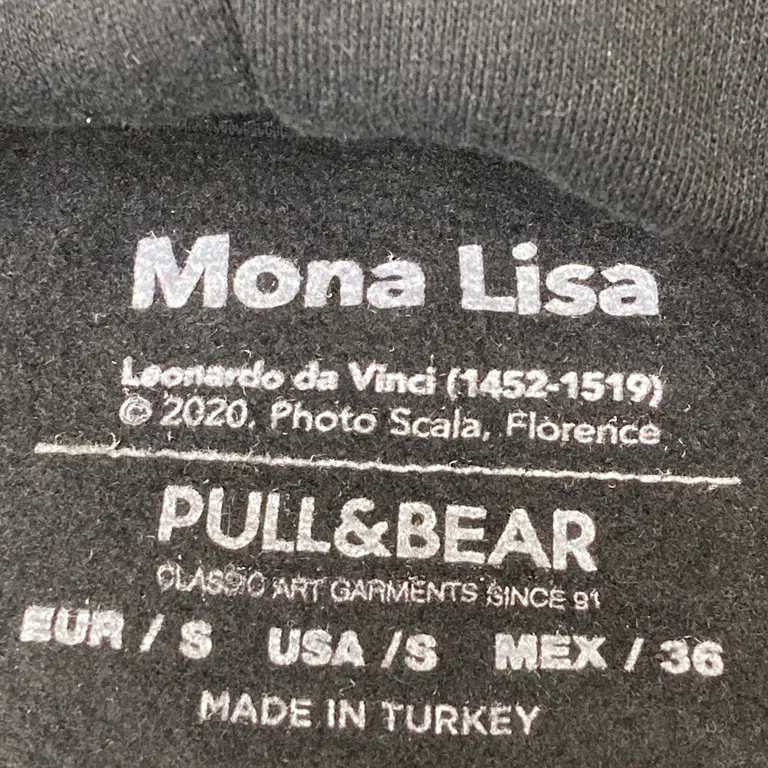 Mona Lisa
Leonardo da Vinci (1452-1519)
© 2020. Photo Scala, Florence
PULL&BEAR
CLASSIC ART GARMENTS SINCE 91
EUR / S USA /S MEX / 36
MADE IN TURKEY